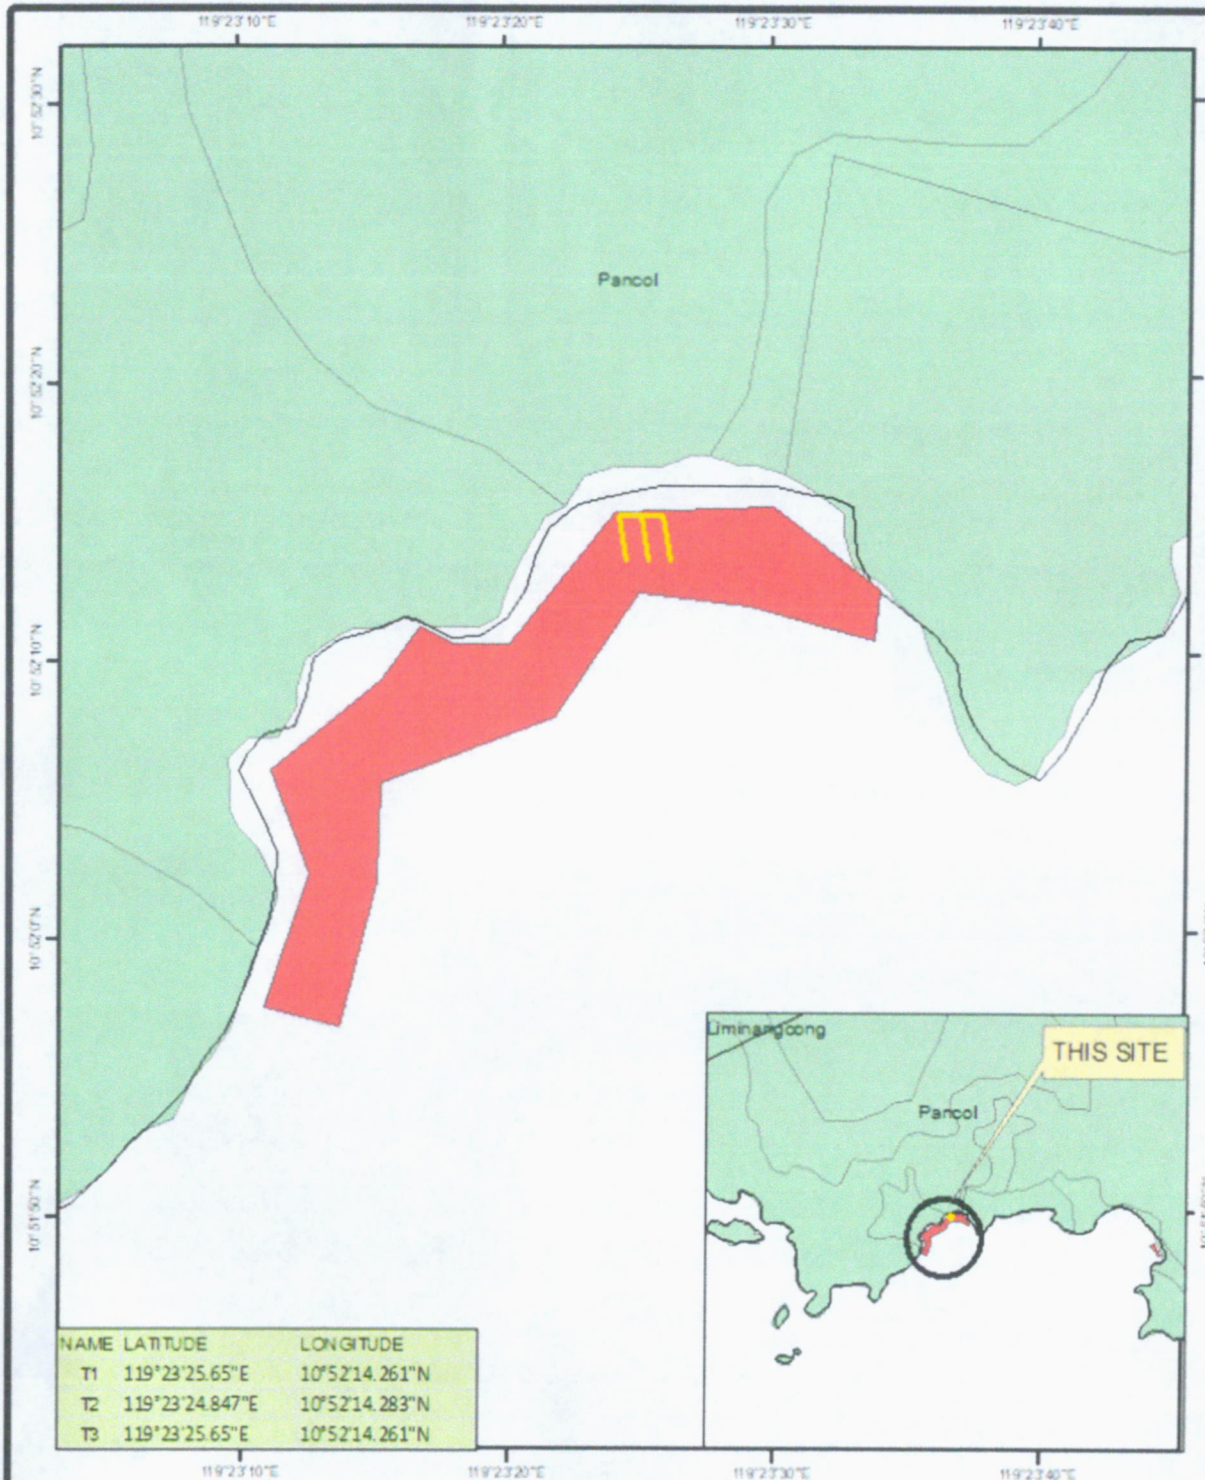 119°23'10"E 119°23'20"E 119°23'30"E 119°23'40"E
10°52'30"N
Pancol
10°52'20"N
10°52'10"N
10°52'0"N
Liminangcong
THIS SITE
Pancol
10°51'50"N
NAME LATITUDE LONGITUDE
T1 119°23'25.65"E 10°52'14.261"N
T2 119°23'24.847"E 10°52'14.283"N
T3 119°23'25.65"E 10°52'14.261"N
119°23'10"E 119°23'20"E 119°23'30"E 119°23'40"E